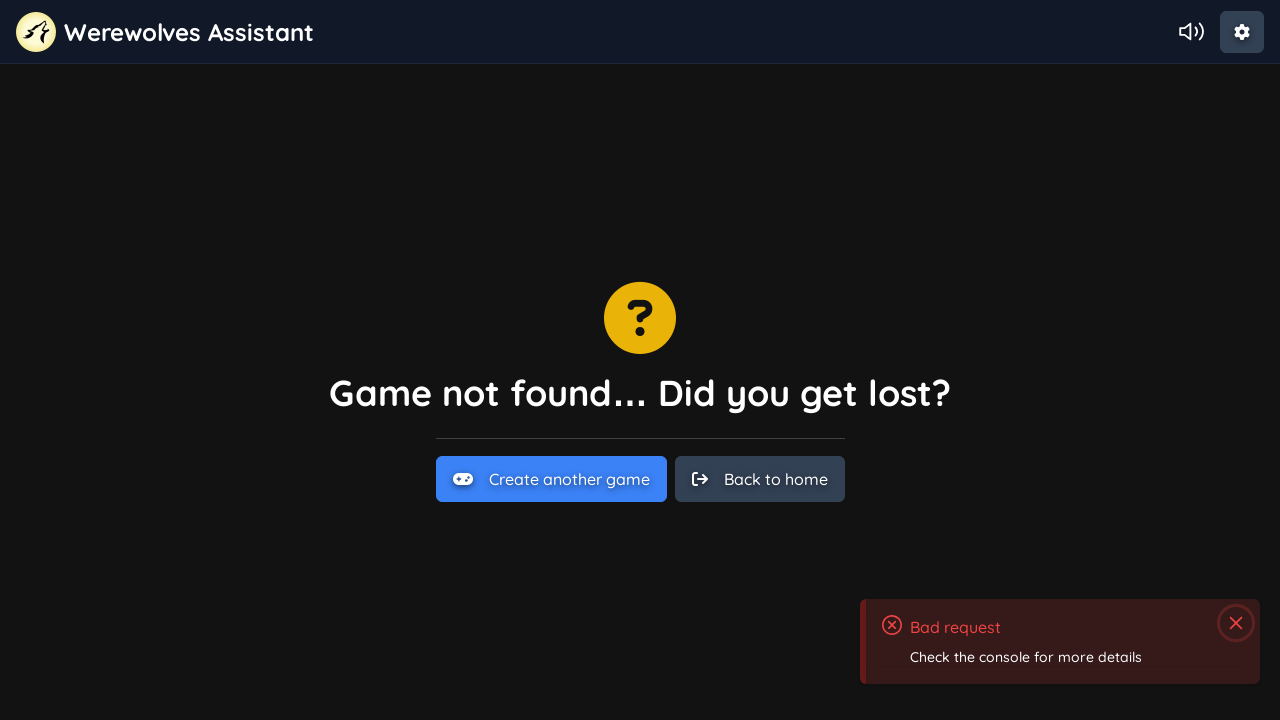 Werewolves Assistant
Game not found... Did you get lost?
Create another game
Back to home
Bad request
Check the console for more details